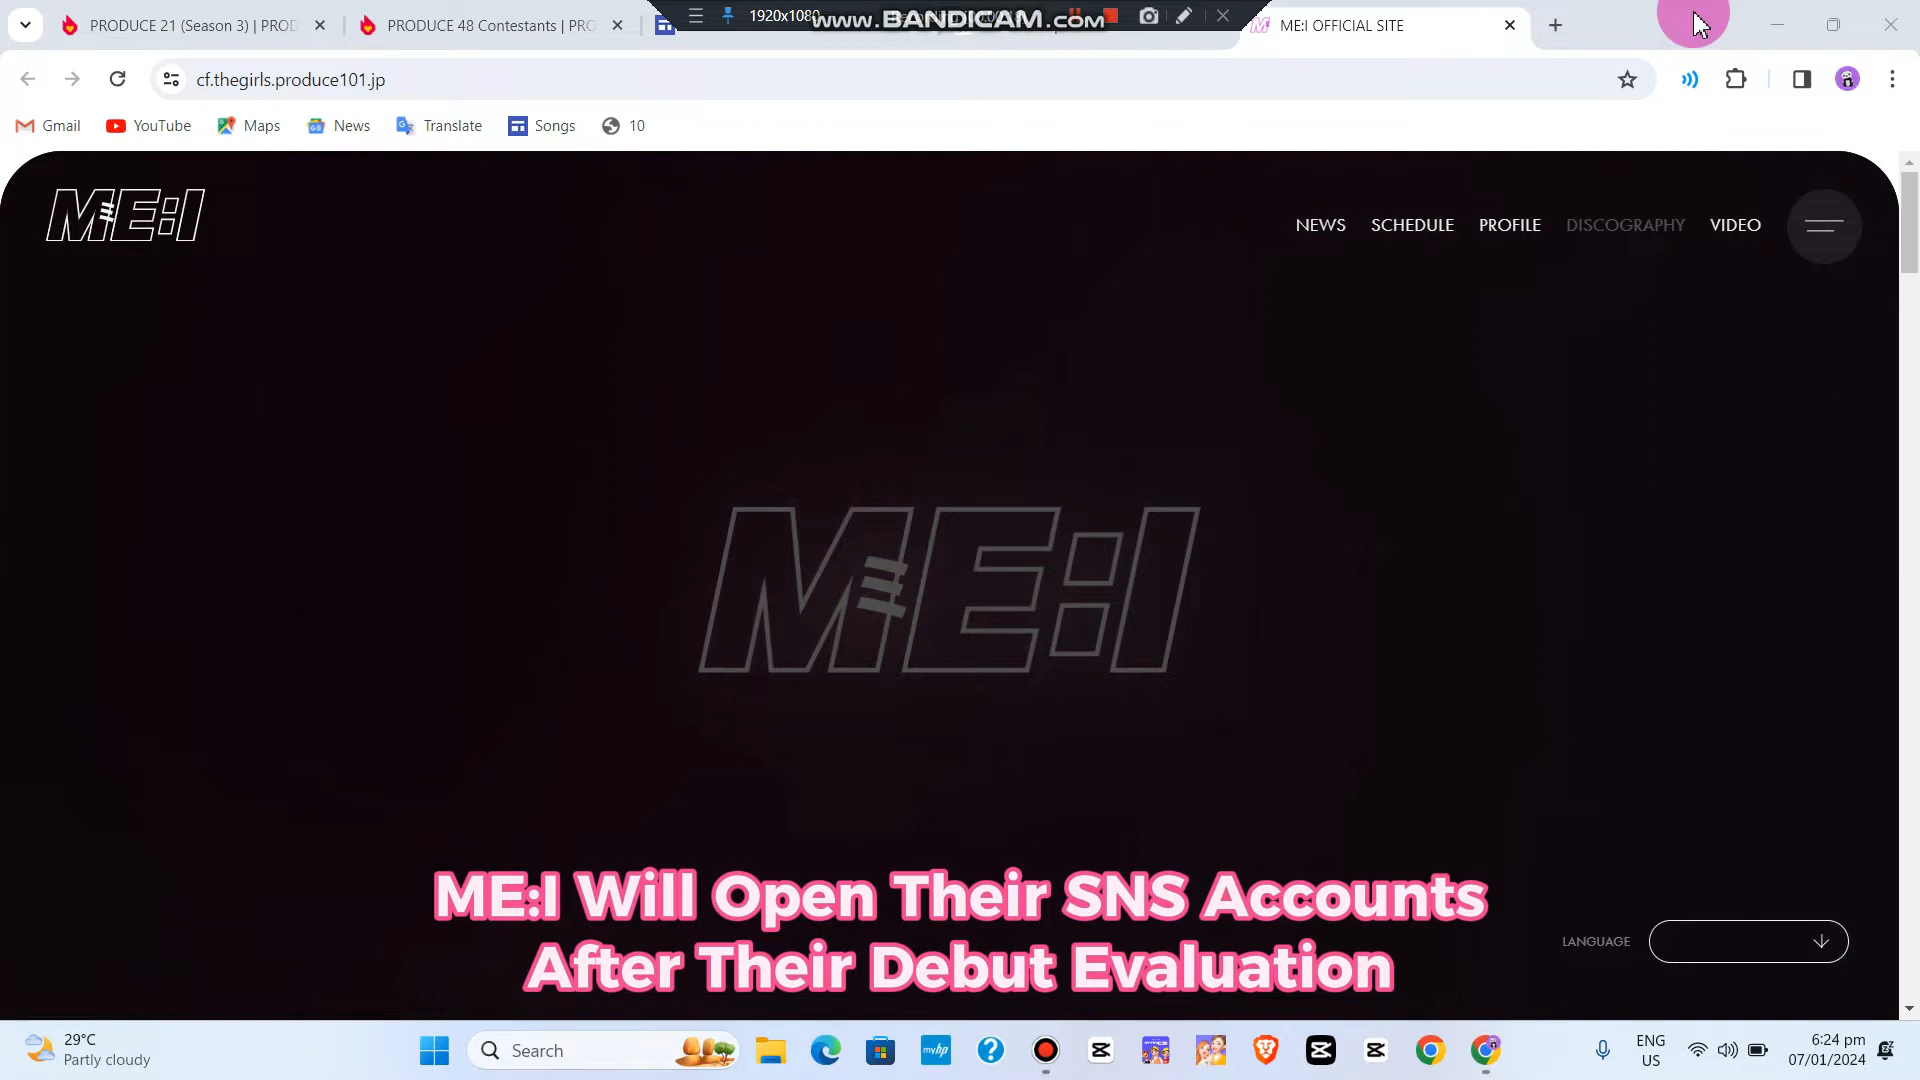 PRODUCE 21 (Season 3) | PROD
PRODUCE 48 Contestants | PRO
1920x1080
www.BANDICAM.com
ME:I OFFICIAL SITE
cf.thegirls.produce101.jp
Gmail
YouTube
Maps
News
Translate
Songs
10
ME:I
NEWS
SCHEDULE
PROFILE
DISCOGRAPHY
VIDEO
ME:I
ME:I Will Open Their SNS Accounts
After Their Debut Evaluation
LANGUAGE
29°C
Partly cloudy
Search
myhp
ENG
US
6:24 pm
07/01/2024